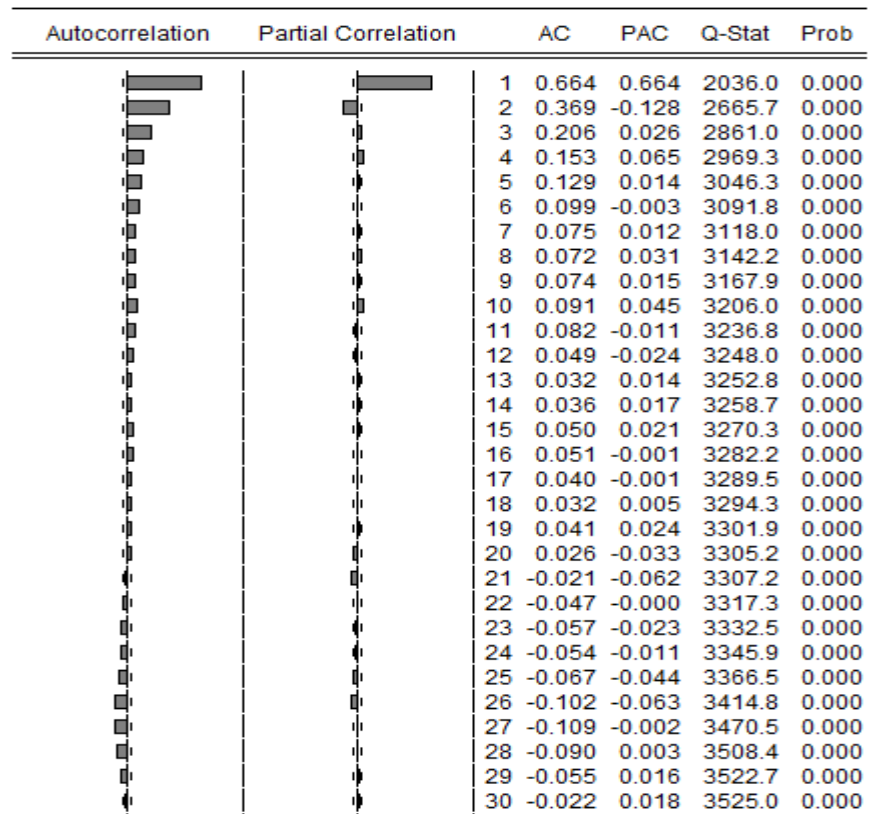 Autocorrelation Partial Correlation AC PAC Q-Stat Prob
1 0.664 0.664 2036.0 0.000
2 0.369 -0.128 2665.7 0.000
3 0.206 0.026 2861.0 0.000
4 0.153 0.065 2969.3 0.000
5 0.129 0.014 3046.3 0.000
6 0.099 -0.003 3091.8 0.000
7 0.075 0.012 3118.0 0.000
8 0.072 0.031 3142.2 0.000
9 0.074 0.015 3167.9 0.000
10 0.091 0.045 3206.0 0.000
11 0.082 -0.011 3236.8 0.000
12 0.049 -0.024 3248.0 0.000
13 0.032 0.014 3252.8 0.000
14 0.036 0.017 3258.7 0.000
15 0.050 0.021 3270.3 0.000
16 0.051 -0.001 3282.2 0.000
17 0.040 -0.001 3289.5 0.000
18 0.032 0.005 3294.3 0.000
19 0.041 0.024 3301.9 0.000
20 0.026 -0.033 3305.2 0.000
21 -0.021 -0.062 3307.2 0.000
22 -0.047 -0.000 3317.3 0.000
23 -0.057 -0.023 3332.5 0.000
24 -0.054 -0.011 3345.9 0.000
25 -0.067 -0.044 3366.5 0.000
26 -0.102 -0.063 3414.8 0.000
27 -0.109 -0.002 3470.5 0.000
28 -0.090 0.003 3508.4 0.000
29 -0.055 0.016 3522.7 0.000
30 -0.022 0.018 3525.0 0.000